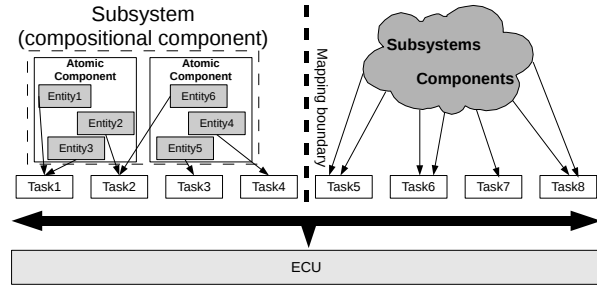 Subsystem
(compositional component)
Atomic
Component
Atomic
Component
Entity1
Entity2
Entity3
Entity6
Entity4
Entity5
Mapping boundary
Subsystems
Components
Task1
Task2
Task3
Task4
Task5
Task6
Task7
Task8
ECU